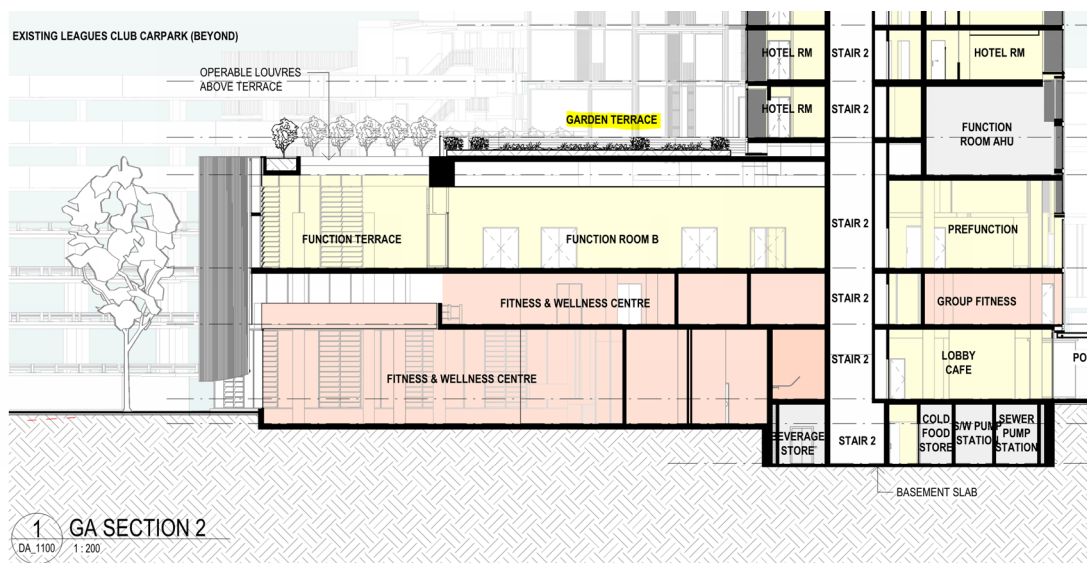 EXISTING LEAGUES CLUB CARPARK (BEYOND)
OPERABLE LOUVRES
ABOVE TERRACE
GARDEN TERRACE
HOTEL RM
STAIR 2
HOTEL RM
HOTEL RM
STAIR 2
FUNCTION
ROOM AHU
FUNCTION TERRACE
FUNCTION ROOM B
STAIR 2
PREFUNCTION
FITNESS & WELLNESS CENTRE
STAIR 2
GROUP FITNESS
FITNESS & WELLNESS CENTRE
STAIR 2
LOBBY
CAFE
PO
BEVERAGE
STORE
STAIR 2
COLD
FOOD
STORE
S/W PUMP
STATION
SEWER
PUMP
STATION
BASEMENT SLAB
1
DA_1100
GA SECTION 2
1 : 200